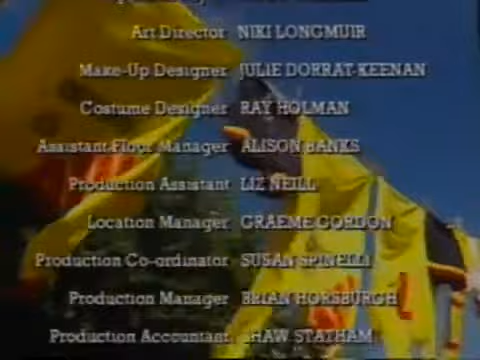 Art Director NIKI LONGMUIR
Make-Up Designer JULIE DORRAT-KEENAN
Costume Designer RAY HOLMAN
Assistant Floor Manager ALISON BANKS
Production Assistant LIZ NEILL
Location Manager GRAEME GORDON
Production Co-ordinator SUSAN SPINELLI
Production Manager BRIAN HORSBURGH
Production Accountant SHAW STATHAM